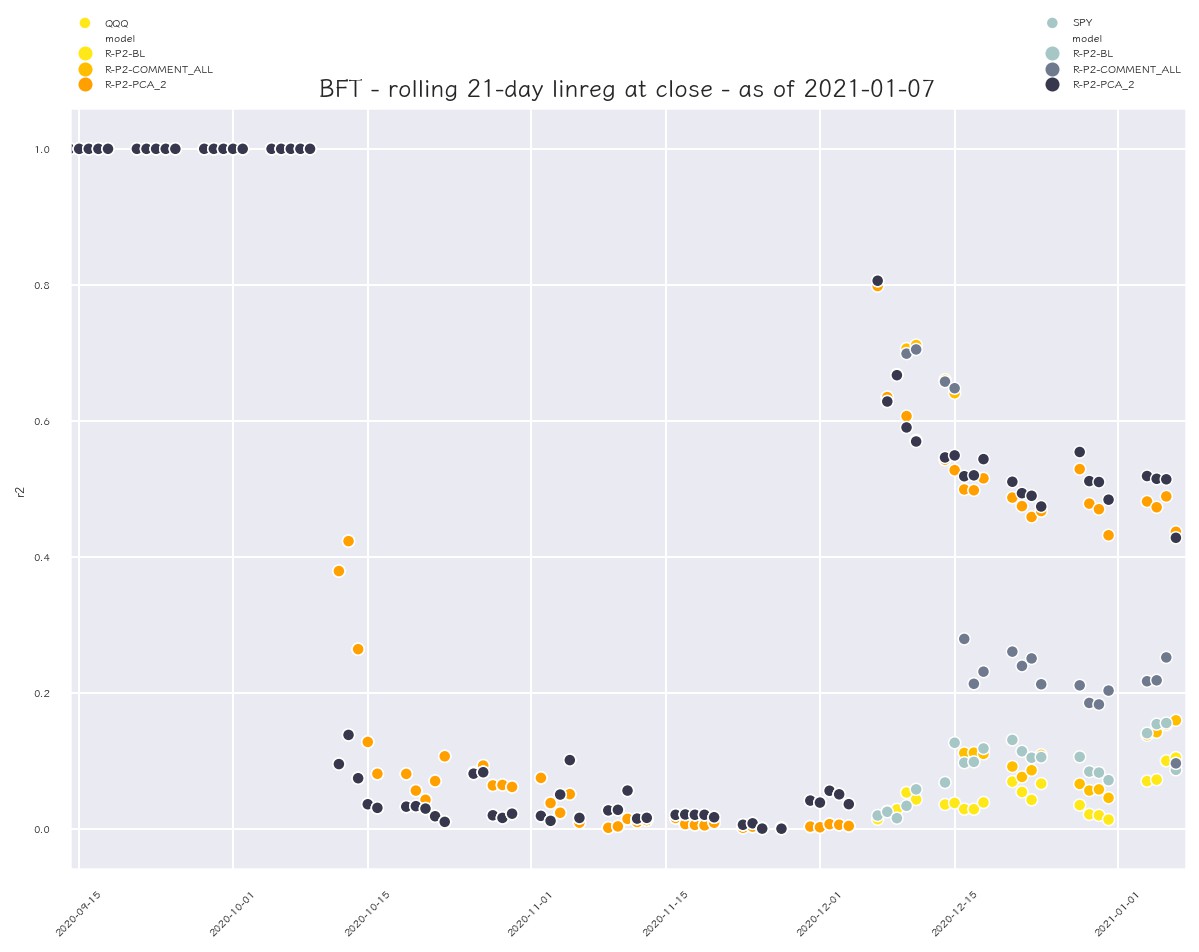 QQQ
model
R-P2-BL
R-P2-COMMENT_ALL
R-P2-PCA_2
SPY
model
R-P2-BL
R-P2-COMMENT_ALL
R-P2-PCA_2
BFT - rolling 21-day linreg at close - as of 2021-01-07
1.0
0.8
0.6
0.4
0.2
0.0
r2
2020-09-15
2020-10-01
2020-10-15
2020-11-01
2020-11-15
2020-12-01
2020-12-15
2021-01-01